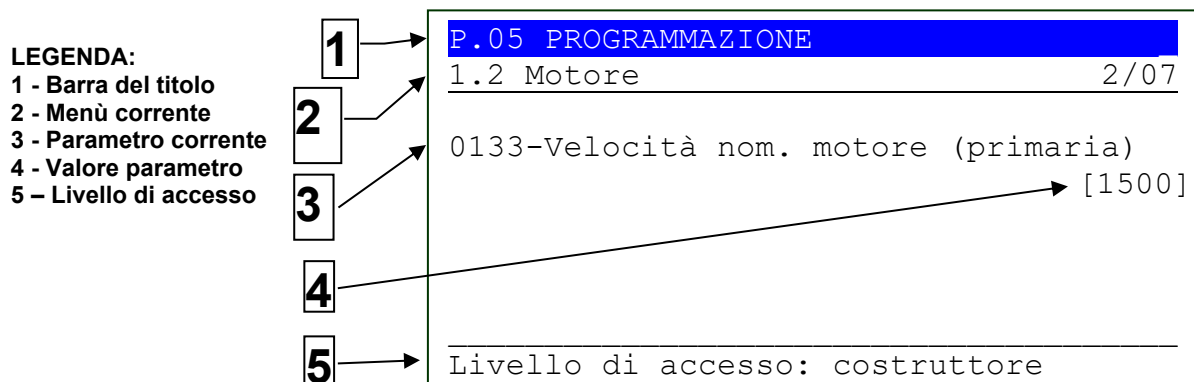 LEGENDA:
1 - Barra del titolo
2 - Menù corrente
3 - Parametro corrente
4 - Valore parametro
5 – Livello di accesso
1
2
3
4
5
P.05 PROGRAMMAZIONE
1.2 Motore 2/07
0133-Velocità nom. motore (primaria)
[1500]
Livello di accesso: costruttore